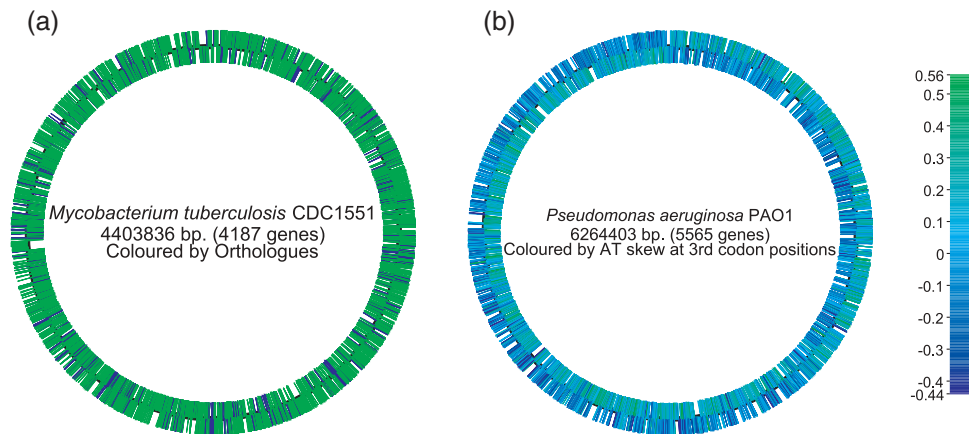 (a)
Mycobacterium tuberculosis CDC1551
4403836 bp. (4187 genes)
Coloured by Orthologues
(b)
Pseudomonas aeruginosa PAO1
6264403 bp. (5565 genes)
Coloured by AT skew at 3rd codon positions
0.56
0.5
0.4
0.3
0.2
0.1
0
-0.1
-0.2
-0.3
-0.4
-0.44